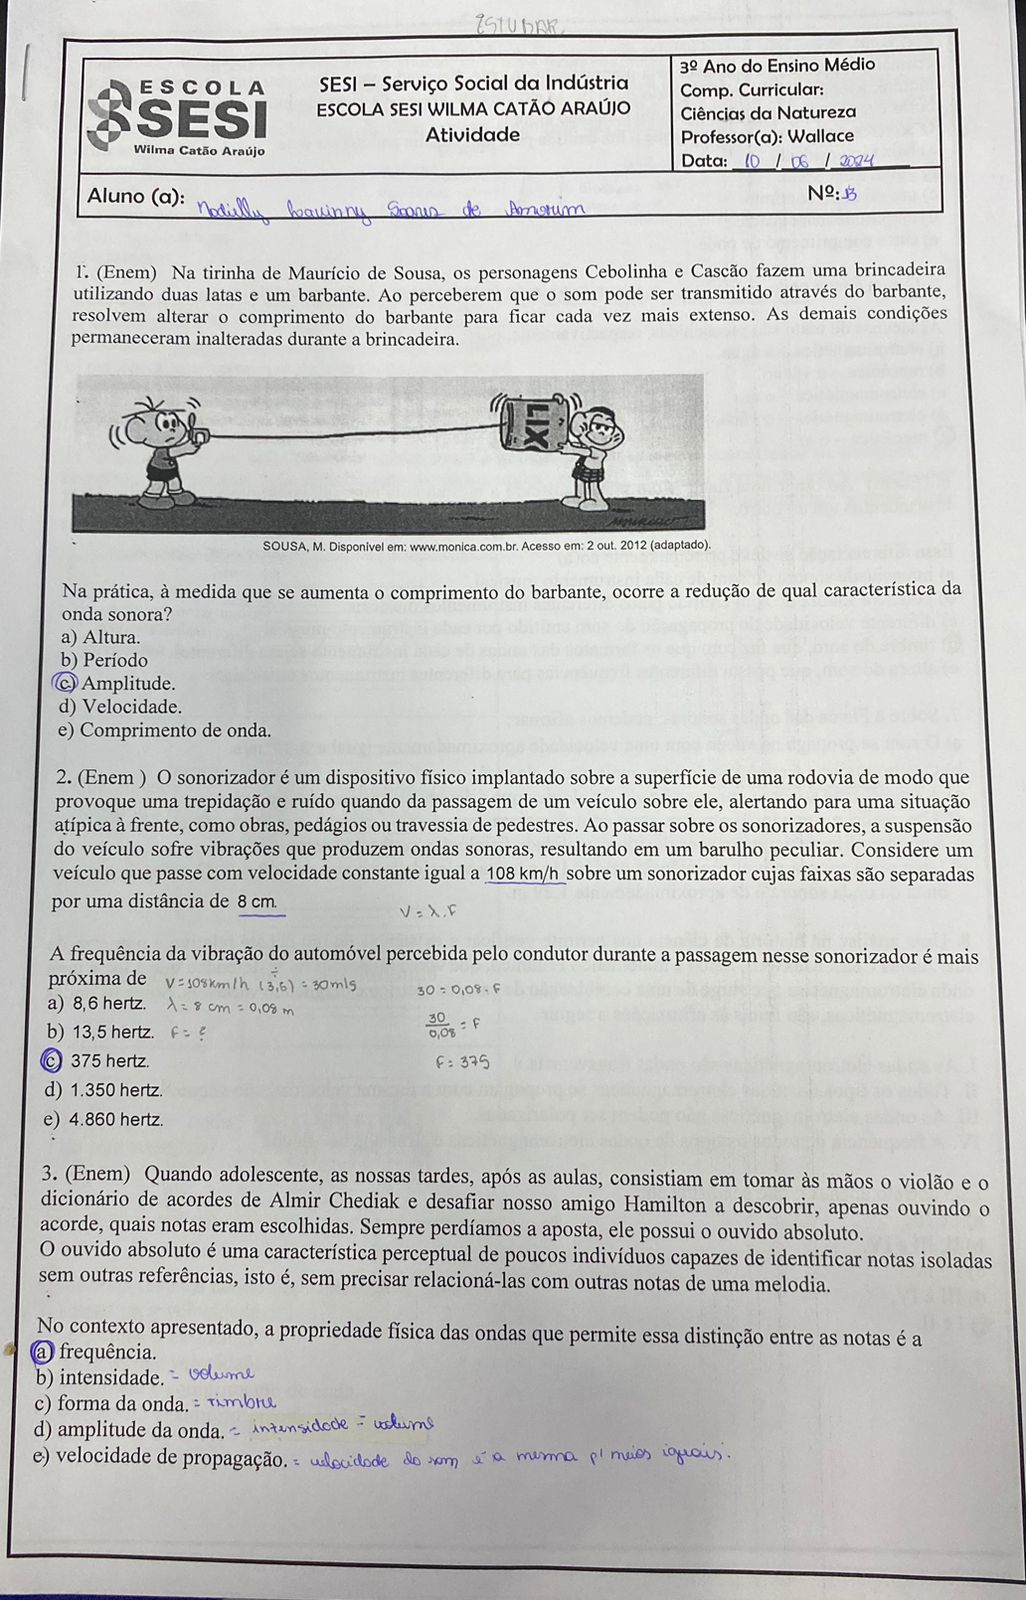 ESTUDAR.
ESCOLA
SESI
Wilma Catão Araújo
SESI – Serviço Social da Indústria
ESCOLA SESI WILMA CATÃO ARAÚJO
Atividade
3º Ano do Ensino Médio
Comp. Curricular:
Ciências da Natureza
Professor(a): Wallace
Data: 10 / 06 / 2024
Aluno (a): Soares de Amorim
Nº: 13
1. (Enem) Na tirinha de Maurício de Sousa, os personagens Cebolinha e Cascão fazem uma brincadeira
utilizando duas latas e um barbante. Ao perceberem que o som pode ser transmitido através do barbante,
resolvem alterar o comprimento do barbante para ficar cada vez mais extenso. As demais condições
permaneceram inalteradas durante a brincadeira.
LIX
SOUSA, M. Disponível em: www.monica.com.br. Acesso em: 2 out. 2012 (adaptado).
Na prática, à medida que se aumenta o comprimento do barbante, ocorre a redução de qual característica da
onda sonora?
a) Altura.
b) Período
c) Amplitude.
d) Velocidade.
e) Comprimento de onda.
2. (Enem ) O sonorizador é um dispositivo físico implantado sobre a superfície de uma rodovia de modo que
provoque uma trepidação e ruído quando da passagem de um veículo sobre ele, alertando para uma situação
atípica à frente, como obras, pedágios ou travessia de pedestres. Ao passar sobre os sonorizadores, a suspensão
do veículo sofre vibrações que produzem ondas sonoras, resultando em um barulho peculiar. Considere um
veículo que passe com velocidade constante igual a 108 km/h sobre um sonorizador cujas faixas são separadas
por uma distância de 8 cm.
V = λ.F
A frequência da vibração do automóvel percebida pelo condutor durante a passagem nesse sonorizador é mais
próxima de V=108km/h ÷(3,6) = 30m/s
30 = 0,08 . F
a) 8,6 hertz. λ = 8 cm = 0,08 m
30/0,08 = F
b) 13,5 hertz. F = ?
c) 375 hertz.
F = 375
d) 1.350 hertz.
e) 4.860 hertz.
3. (Enem) Quando adolescente, as nossas tardes, após as aulas, consistiam em tomar às mãos o violão e o
dicionário de acordes de Almir Chediak e desafiar nosso amigo Hamilton a descobrir, apenas ouvindo o
acorde, quais notas eram escolhidas. Sempre perdíamos a aposta, ele possui o ouvido absoluto.
O ouvido absoluto é uma característica perceptual de poucos indivíduos capazes de identificar notas isoladas
sem outras referências, isto é, sem precisar relacioná-las com outras notas de uma melodia.
No contexto apresentado, a propriedade física das ondas que permite essa distinção entre as notas é a
a) frequência.
b) intensidade. = volume
c) forma da onda. = Timbre
d) amplitude da onda. = intensidade = volume
e) velocidade de propagação. = velocidade do som é a mesma p/ meios iguais.